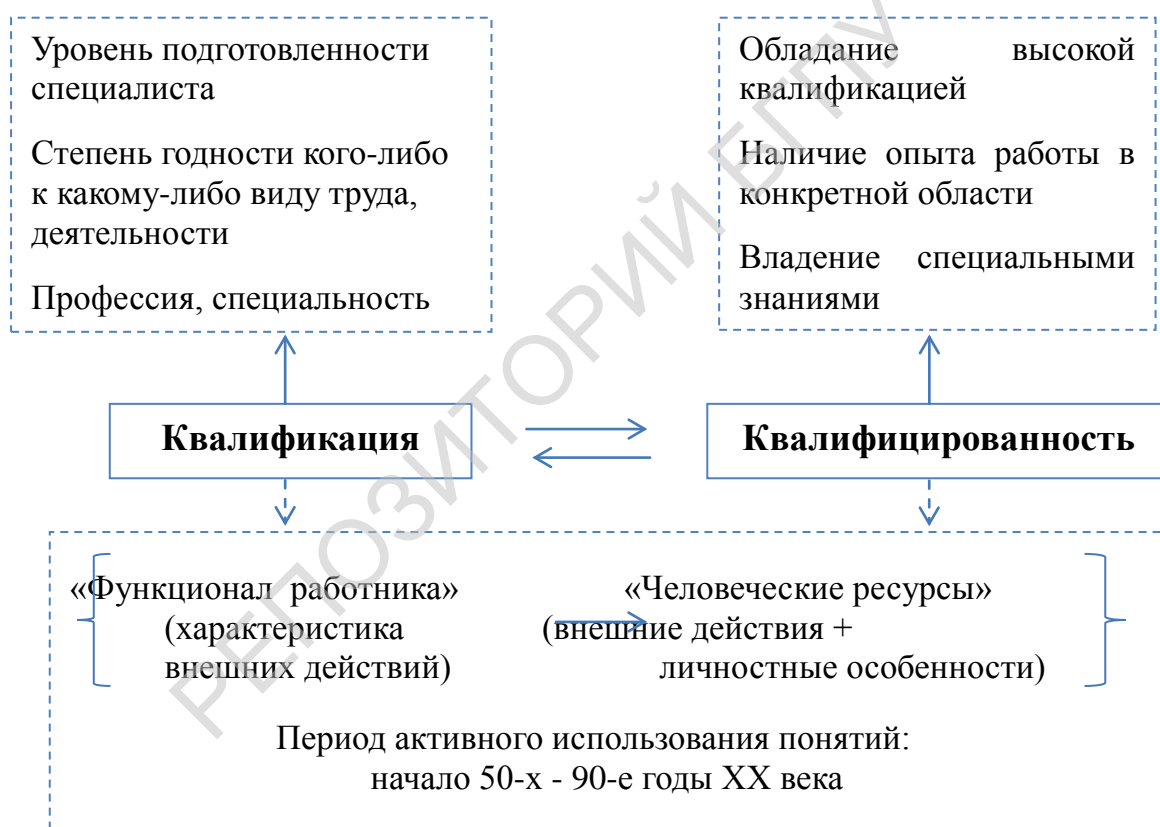 Уровень подготовленности
специалиста
Степень годности кого-либо
к какому-либо виду труда,
деятельности
Профессия, специальность
Обладание высокой
квалификацией
Наличие опыта работы в
конкретной области
Владение специальными
знаниями
Квалификация
Квалифицированность
«Функционал работника»
(характеристика
внешних действий)
«Человеческие ресурсы»
(внешние действия +
личностные особенности)
Период активного использования понятий:
начало 50-х - 90-е годы XX века
РЕПОЗИТОРИЙ БГПУ